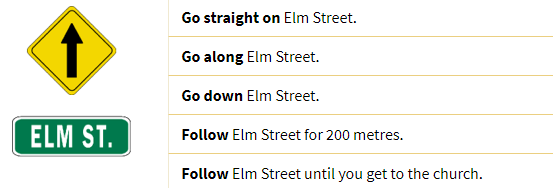 Go straight on Elm Street.
Go along Elm Street.
Go down Elm Street.
ELM ST.
Follow Elm Street for 200 metres.
Follow Elm Street until you get to the church.